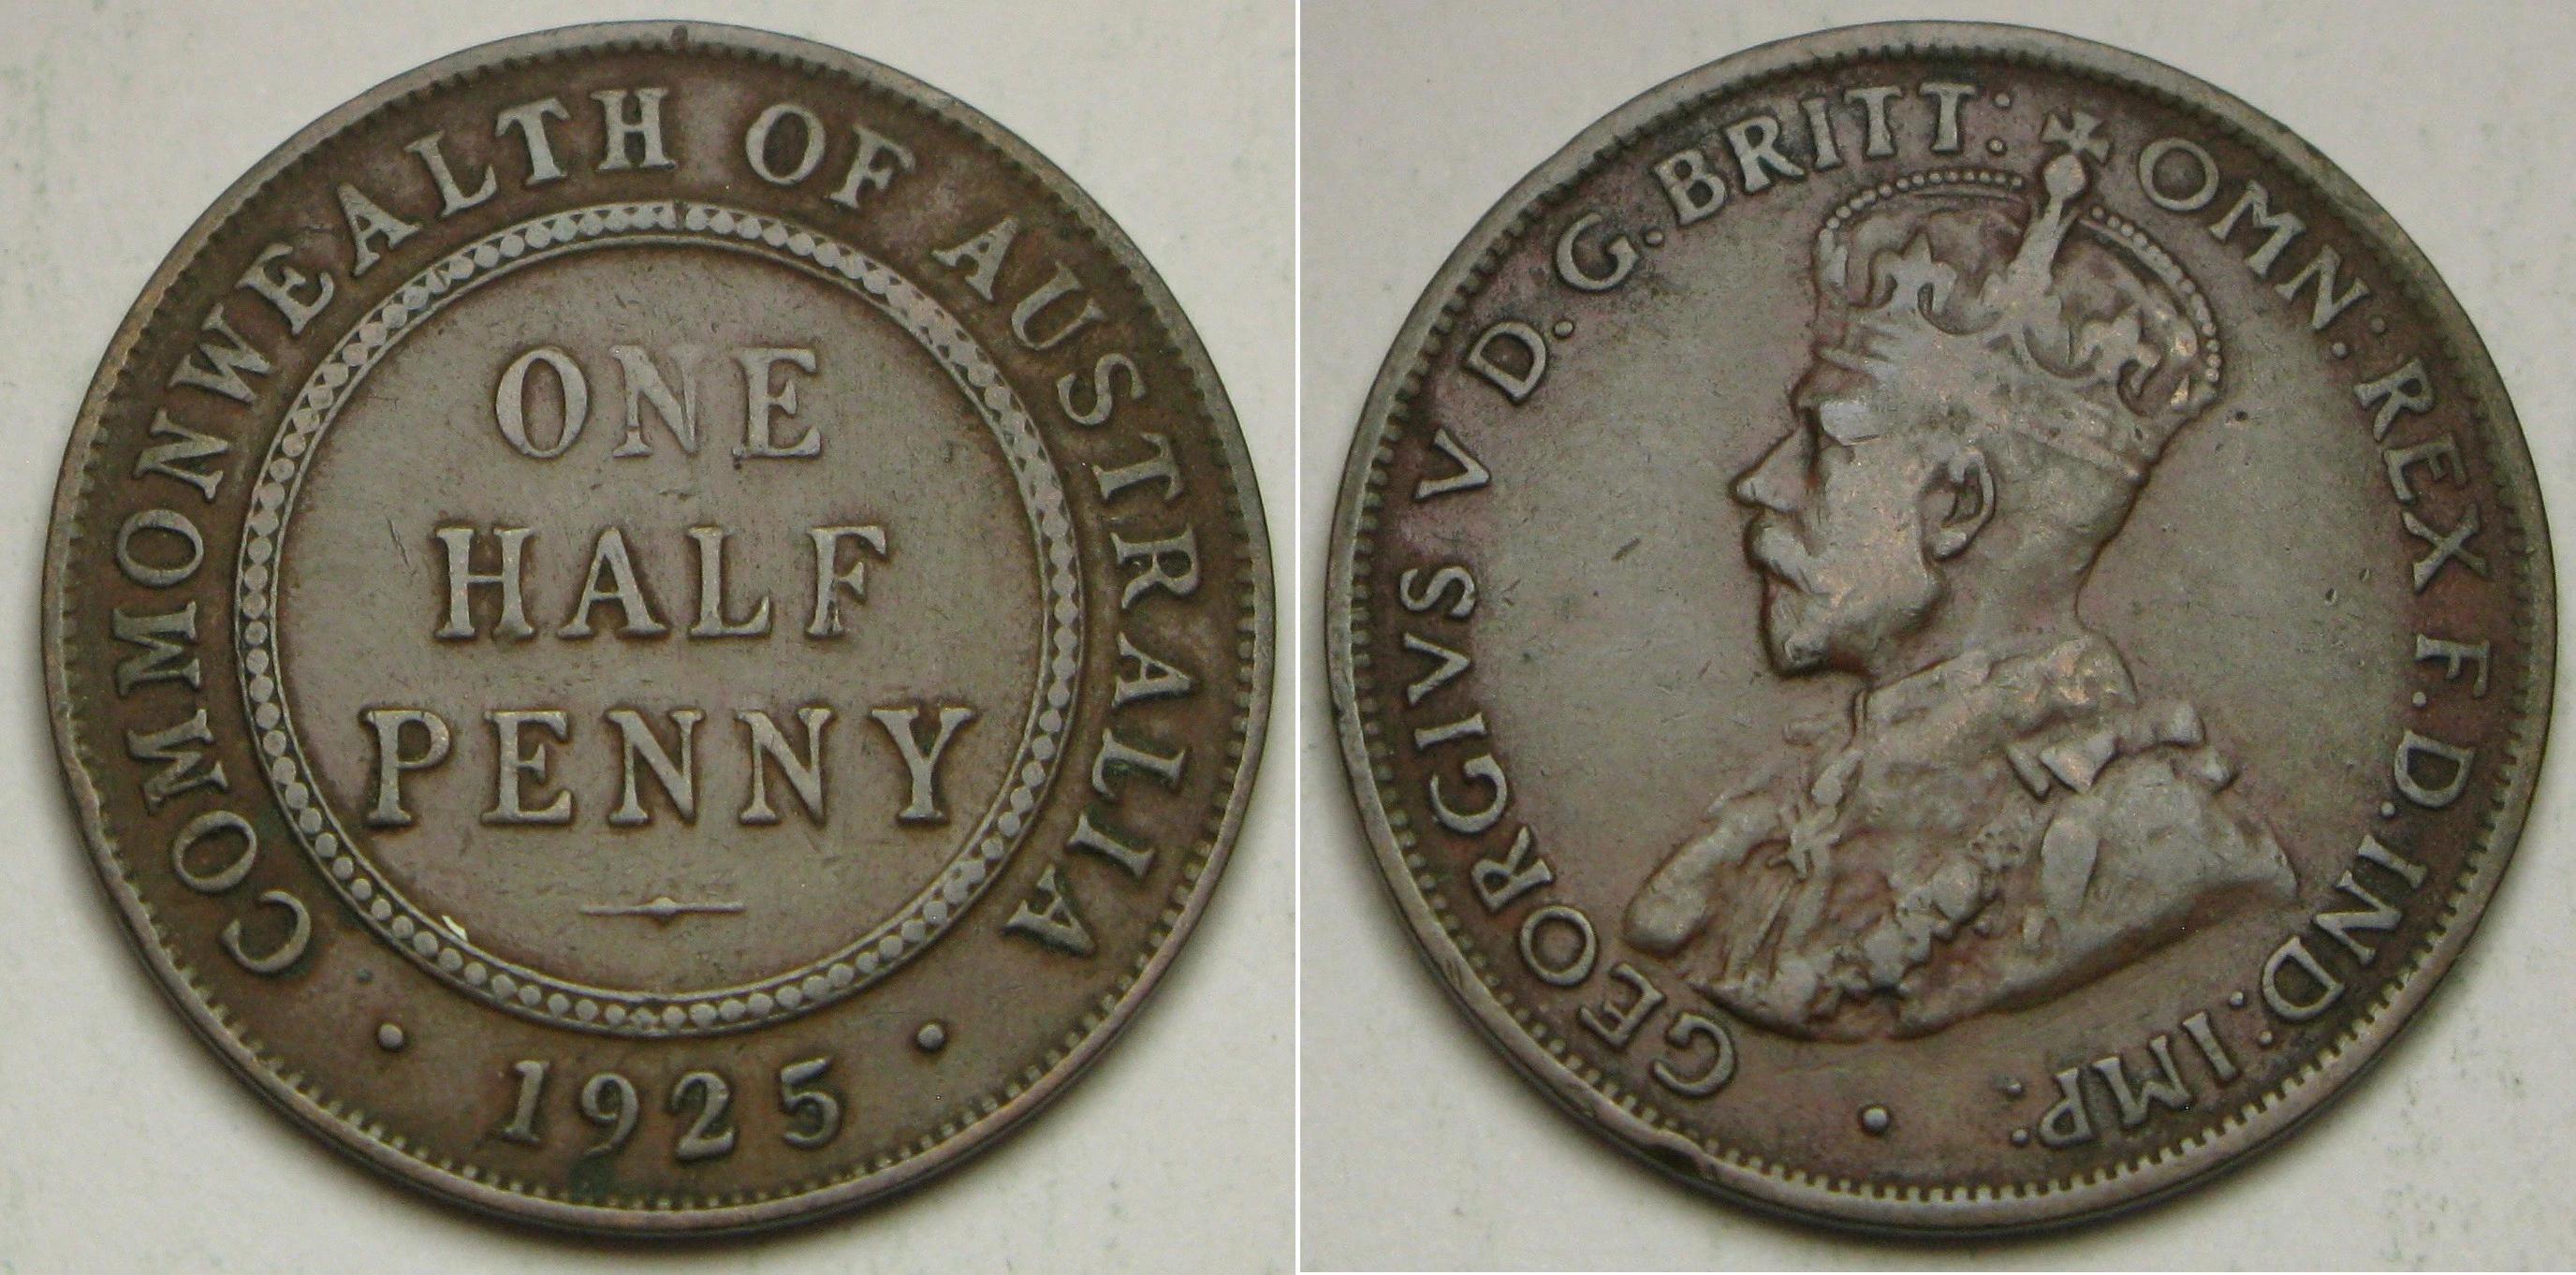 COMMONWEALTH OF AUSTRALIA
ONE
HALF
PENNY
· 1925 ·
GEORGIVS V D.G.BRITT: OMN: REX F.D.IND:IMP: ·